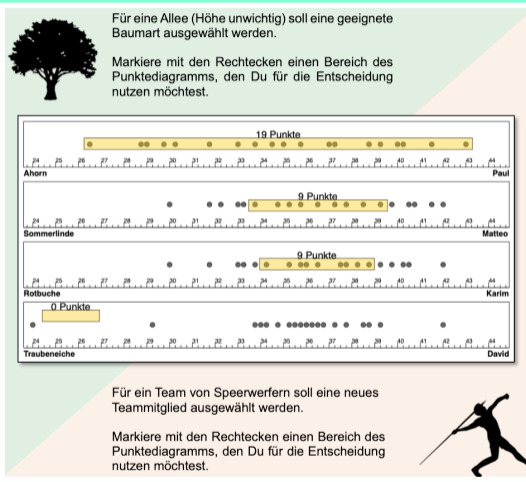 Für eine Allee (Höhe unwichtig) soll eine geeignete
Baumart ausgewählt werden.
Markiere mit den Rechtecken einen Bereich des
Punktediagramms, den Du für die Entscheidung
nutzen möchtest.
19 Punkte
24 25 26 27 28 29 30 31 32 33 34 35 36 37 38 39 40 41 42 43 44
Ahorn Paul
9 Punkte
24 25 26 27 28 29 30 31 32 33 34 35 36 37 38 39 40 41 42 43 44
Sommerlinde Matteo
9 Punkte
24 25 26 27 28 29 30 31 32 33 34 35 36 37 38 39 40 41 42 43 44
Rotbuche Karim
0 Punkte
24 25 26 27 28 29 30 31 32 33 34 35 36 37 38 39 40 41 42 43 44
Traubeneiche David
Für ein Team von Speerwerfern soll eine neues
Teammitglied ausgewählt werden.
Markiere mit den Rechtecken einen Bereich des
Punktediagramms, den Du für die Entscheidung
nutzen möchtest.